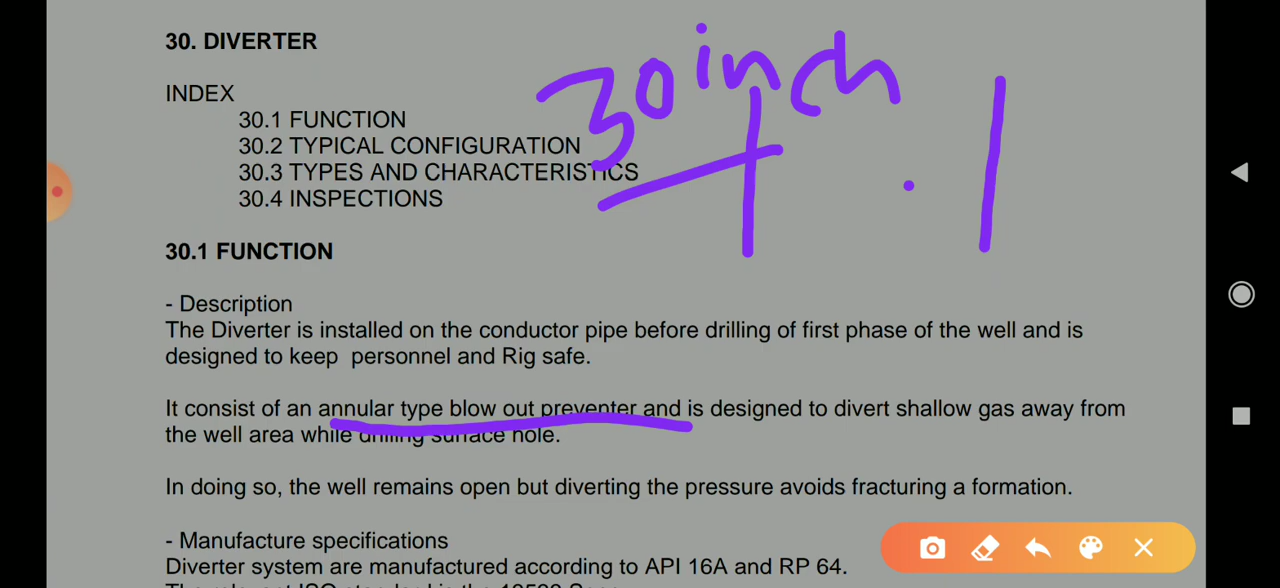 30. DIVERTER
30 inch
INDEX
30.1 FUNCTION
30.2 TYPICAL CONFIGURATION
30.3 TYPES AND CHARACTERISTICS
30.4 INSPECTIONS
30.1 FUNCTION
- Description
The Diverter is installed on the conductor pipe before drilling of first phase of the well and is
designed to keep personnel and Rig safe.
It consist of an annular type blow out preventer and is designed to divert shallow gas away from
the well area while drilling surface hole.
In doing so, the well remains open but diverting the pressure avoids fracturing a formation.
- Manufacture specifications
Diverter system are manufactured according to API 16A and RP 64.